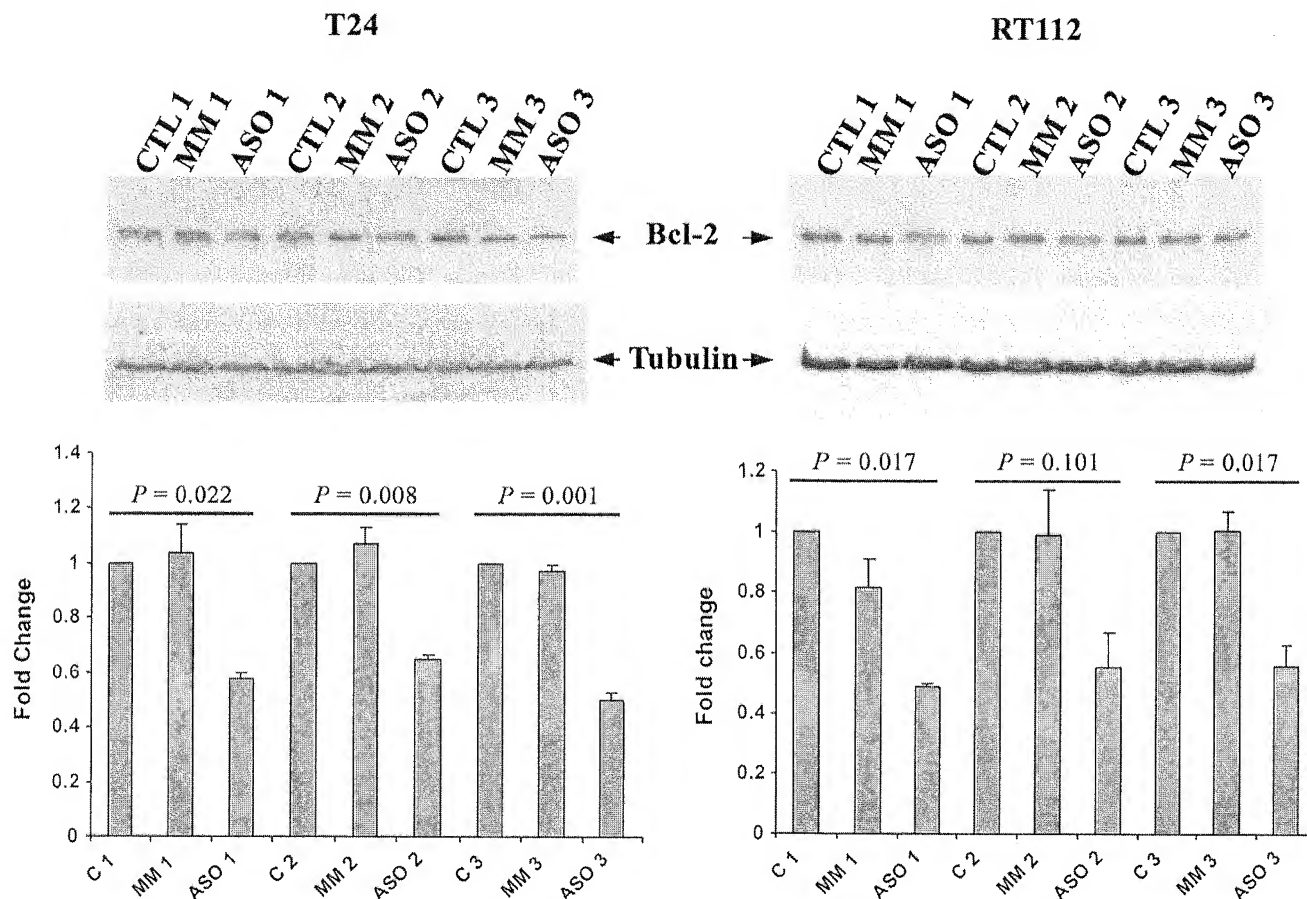 T24
RT112
CTL 1 MM 1 ASO 1 CTL 2 MM 2 ASO 2 CTL 3 MM 3 ASO 3
CTL 1 MM 1 ASO 1 CTL 2 MM 2 ASO 2 CTL 3 MM 3 ASO 3
Bcl-2
Tubulin
1.4
1.2
1
0.8
0.6
0.4
0.2
0
Fold Change
P = 0.022 P = 0.008 P = 0.001
C 1 MM 1 ASO 1 C 2 MM 2 ASO 2 C 3 MM 3 ASO 3
1.2
1
0.8
0.6
0.4
0.2
0
Fold change
P = 0.017 P = 0.101 P = 0.017
C 1 MM 1 ASO 1 C 2 MM 2 ASO 2 C 3 MM 3 ASO 3